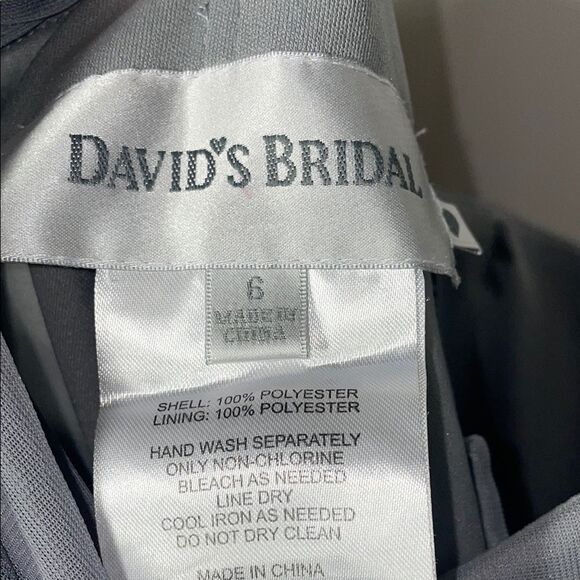 DAVID'S BRIDAL
6
MADE IN
CHINA
SHELL: 100% POLYESTER
LINING: 100% POLYESTER
HAND WASH SEPARATELY
ONLY NON-CHLORINE
BLEACH AS NEEDED
LINE DRY
COOL IRON AS NEEDED
DO NOT DRY CLEAN
MADE IN CHINA